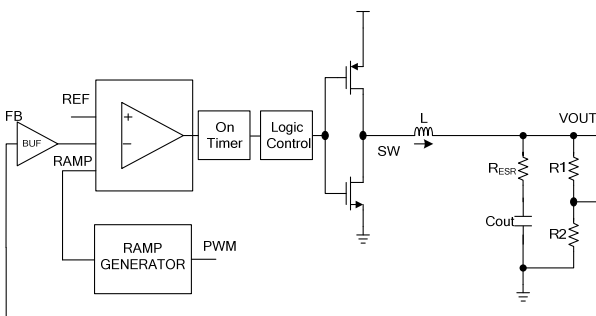 FB
BUF
REF
RAMP
+
−
On
Timer
Logic
Control
SW
L
VOUT
RESR
R1
Cout
R2
RAMP
GENERATOR
PWM